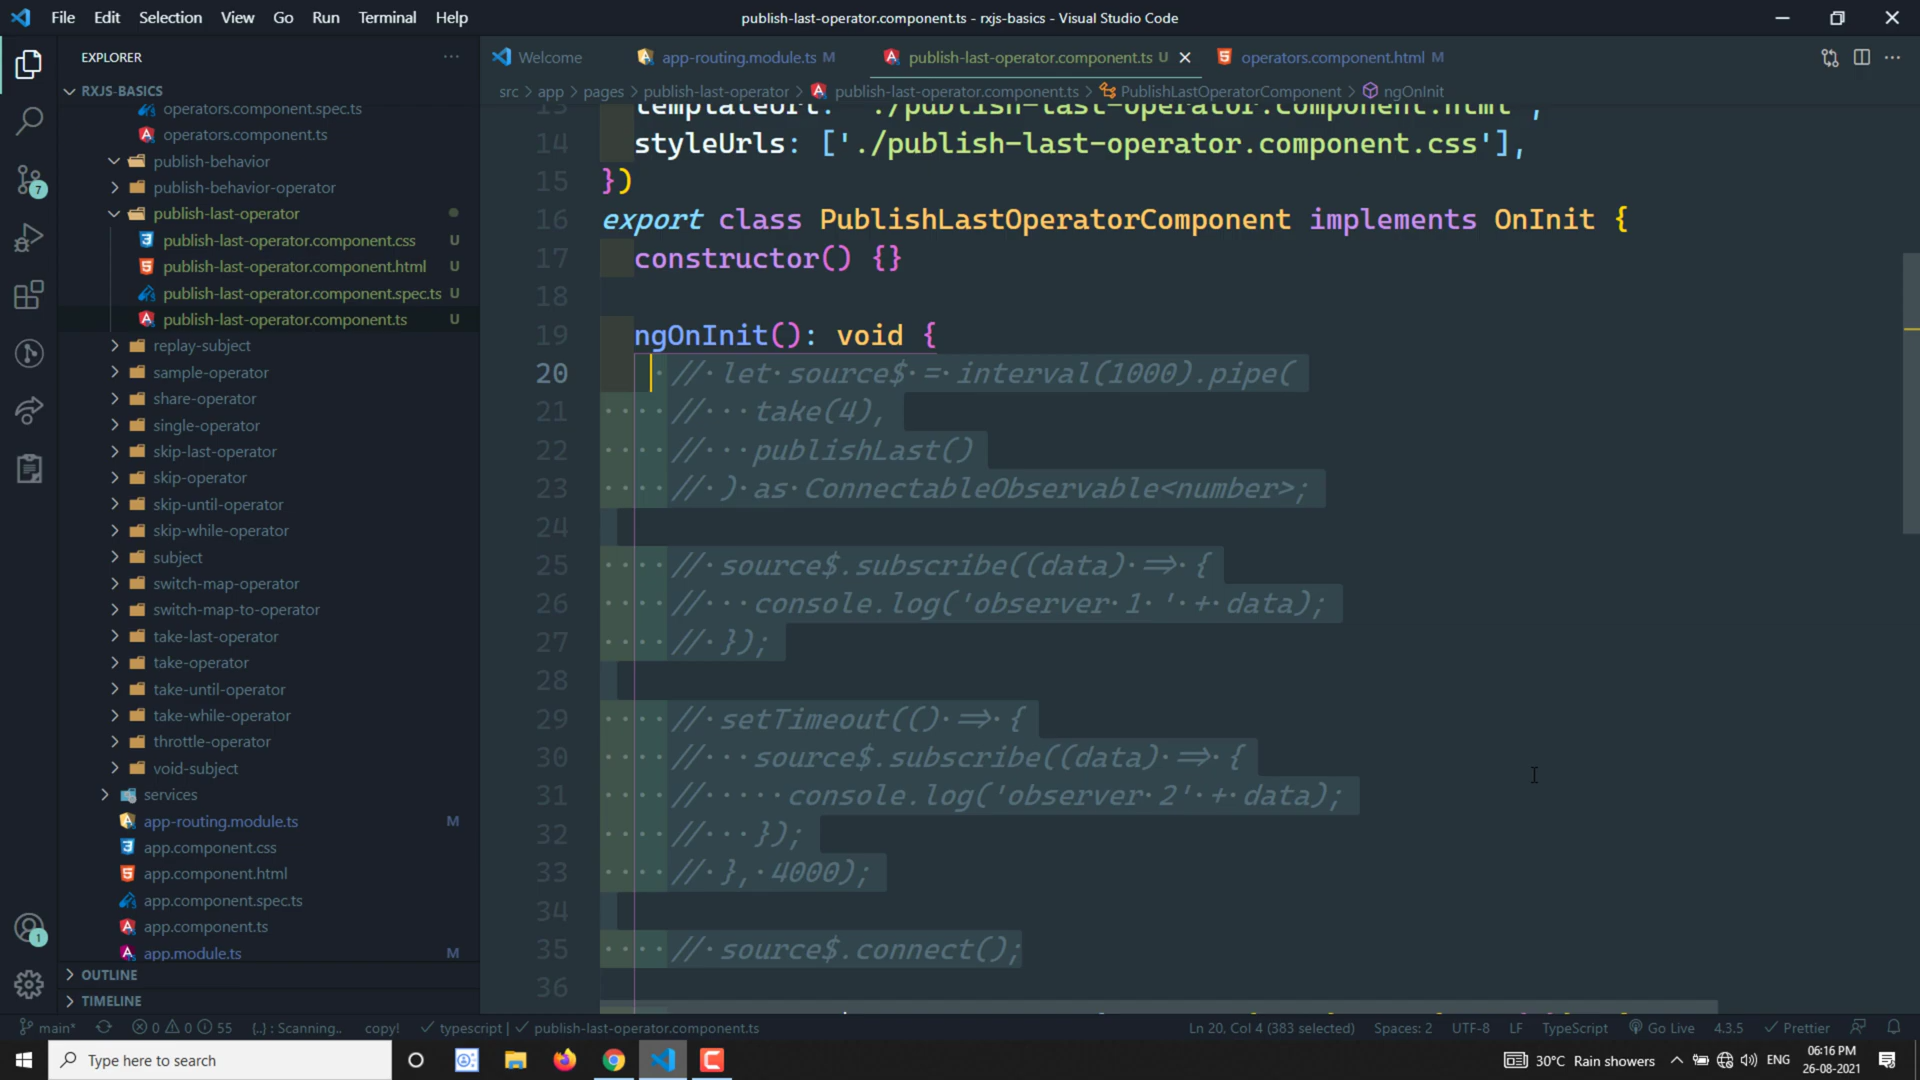 File Edit Selection View Go Run Terminal Help
publish-last-operator.component.ts - rxjs-basics - Visual Studio Code
EXPLORER
RXJS-BASICS
operators.component.spec.ts
operators.component.ts
publish-behavior
publish-behavior-operator
publish-last-operator
publish-last-operator.component.css U
publish-last-operator.component.html U
publish-last-operator.component.spec.ts U
publish-last-operator.component.ts U
replay-subject
sample-operator
share-operator
single-operator
skip-last-operator
skip-operator
skip-until-operator
skip-while-operator
subject
switch-map-operator
switch-map-to-operator
take-last-operator
take-operator
take-until-operator
take-while-operator
throttle-operator
void-subject
services
app-routing.module.ts M
app.component.css
app.component.html
app.component.spec.ts
app.component.ts
app.module.ts M
OUTLINE
TIMELINE
7
1
Welcome app-routing.module.ts M publish-last-operator.component.ts U operators.component.html M
src > app > pages > publish-last-operator > publish-last-operator.component.ts > PublishLastOperatorComponent > ngOnInit
13 templateUrl: './publish-last-operator.component.html',
14 styleUrls: ['./publish-last-operator.component.css'],
15 })
16 export class PublishLastOperatorComponent implements OnInit {
17 constructor() {}
18
19 ngOnInit(): void {
20 // let source$ = interval(1000).pipe(
21 // take(4),
22 // publishLast()
23 // ) as ConnectableObservable<number>;
24
25 // source$.subscribe((data) => {
26 // console.log('observer 1 ' + data);
27 // });
28
29 // setTimeout(() => {
30 // source$.subscribe((data) => {
31 // console.log('observer 2' + data);
32 // });
33 // }, 4000);
34
35 // source$.connect();
36
main* 0 0 55 {..} : Scanning.. copy! typescript | publish-last-operator.component.ts Ln 20, Col 4 (383 selected) Spaces: 2 UTF-8 LF TypeScript Go Live 4.3.5 Prettier
Type here to search
30°C Rain showers ENG
06:16 PM
26-08-2021